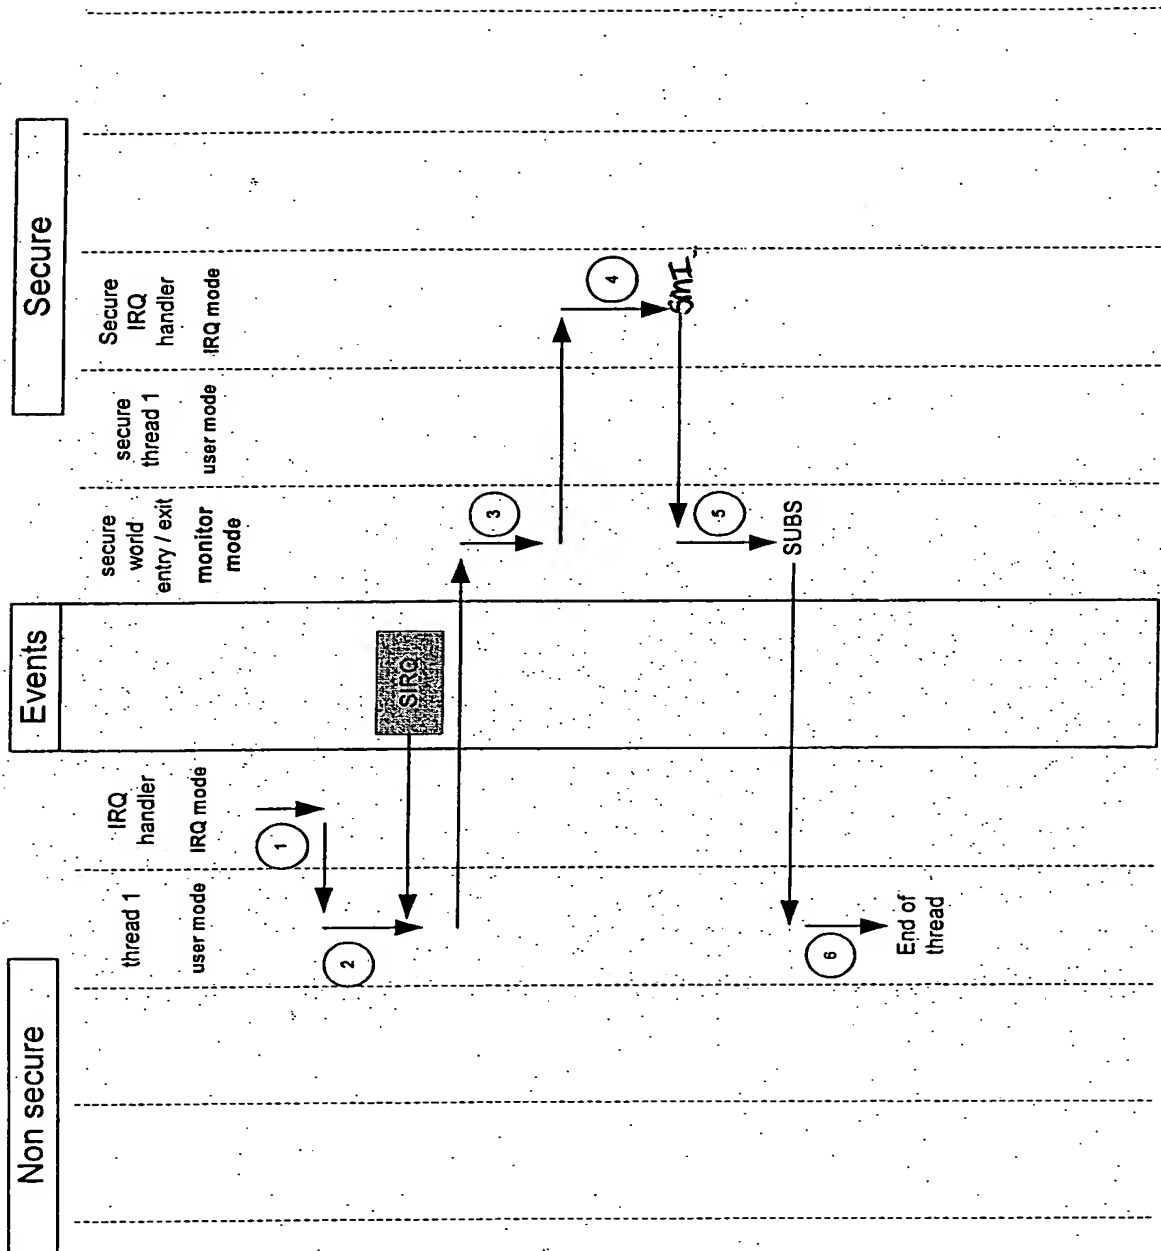 Non secure
Events
Secure
thread 1
user mode
IRQ
handler
IRQ mode
secure
world
entry / exit
monitor
mode
secure
thread 1
user mode
Secure
IRQ
handler
IRQ mode
1
2
SIRQ
3
4
SMI
5
SUBS
6
End of
thread